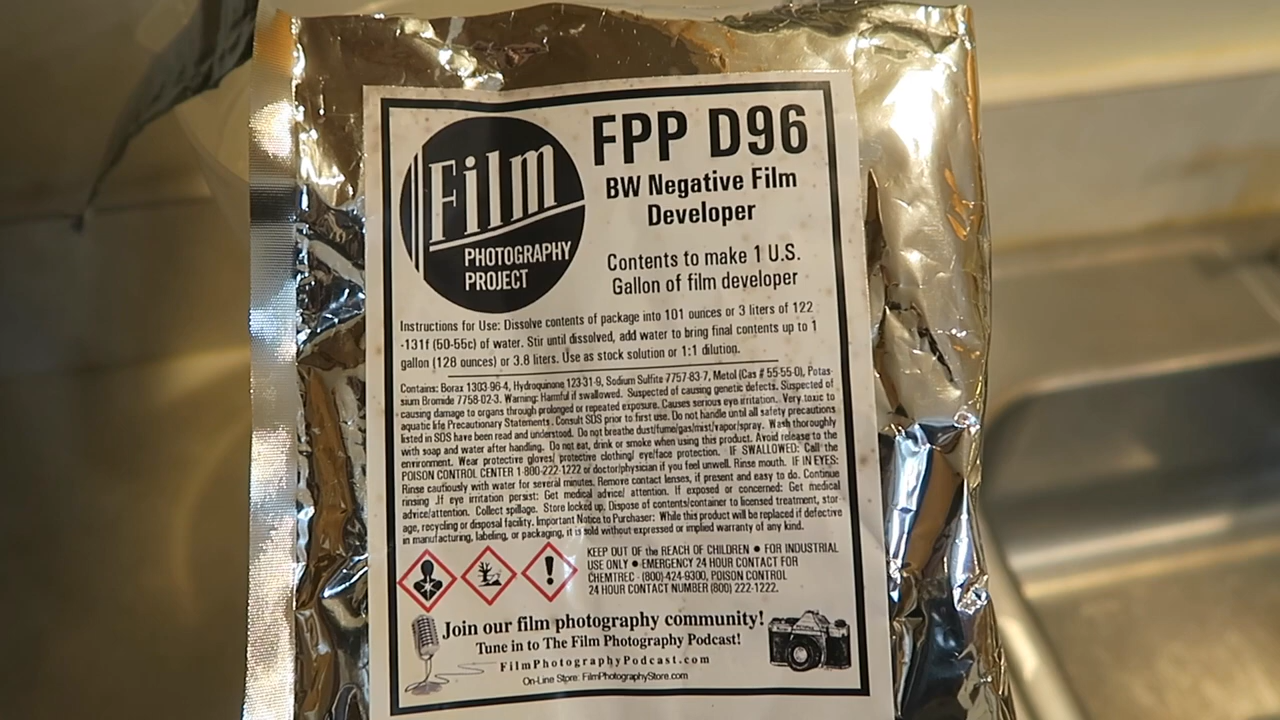 Film
PHOTOGRAPHY
PROJECT
FPP D96
BW Negative Film
Developer
Contents to make 1 U.S.
Gallon of film developer
Instructions for Use: Dissolve contents of package into 101 ounces or 3 liters of 122
-131f (50-55c) of water. Stir until dissolved, add water to bring final contents up to 1
gallon (128 ounces) or 3.8 liters. Use as stock solution or 1:1 dilution.
Contains: Borax 1303-96-4, Hydroquinone 123-31-9, Sodium Sulfite 7757-83-7, Metol (Cas # 55-55-0), Potas-
sium Bromide 7758-02-3. Warning: Harmful if swallowed. Suspected of causing genetic defects. Suspected of
causing damage to organs through prolonged or repeated exposure. Causes serious eye irritation. Very toxic to
aquatic life Precautionary Statements. Consult SDS prior to first use. Do not handle until all safety precautions
listed in SDS have been read and understood. Do not breathe dust/fume/gas/mist/vapor/spray. Wash thoroughly
with soap and water after handling. Do not eat, drink or smoke when using this product. Avoid release to the
environment. Wear protective gloves/ protective clothing/ eye/face protection. IF SWALLOWED: Call the
POISON CONTROL CENTER 1-800-222-1222 or doctor/physician if you feel unwell. Rinse mouth. IF IN EYES:
Rinse cautiously with water for several minutes. Remove contact lenses, if present and easy to do. Continue
rinsing .If eye irritation persist: Get medical advice/ attention. If exposed or concerned: Get medical
advice/attention. Collect spillage. Store locked up. Dispose of contents/container to licensed treatment, stor-
age, recycling or disposal facility. Important Notice to Purchaser: While this product will be replaced if defective
in manufacturing, labeling, or packaging, it is sold without expressed or implied warranty of any kind.
KEEP OUT of the REACH OF CHILDREN ● FOR INDUSTRIAL
USE ONLY ● EMERGENCY 24 HOUR CONTACT FOR
CHEMTREC - (800)-424-9300, POISON CONTROL
24 HOUR CONTACT NUMBER (800) 222-1222.
Join our film photography community!
Tune in to The Film Photography Podcast!
FilmPhotographyPodcast.com
On-Line Store: FilmPhotographyStore.com